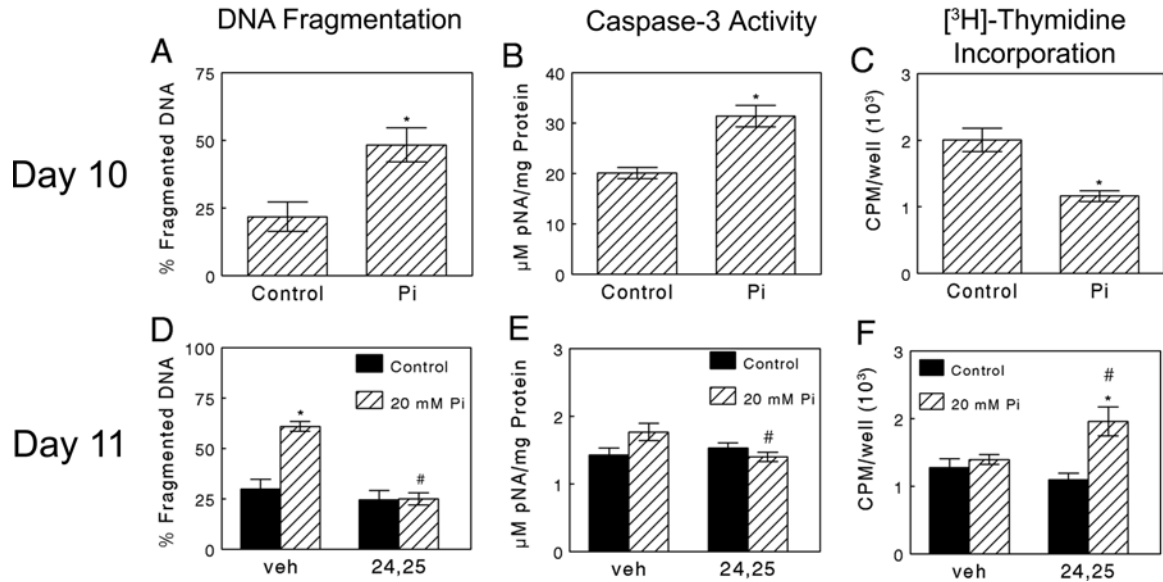 DNA Fragmentation
Caspase-3 Activity
[³H]-Thymidine
Incorporation
Day 10
A
% Fragmented DNA
75
50
25
0
*
Control
Pi
B
µM pNA/mg Protein
40
30
20
10
0
*
Control
Pi
C
CPM/well (10³)
3
2
1
0
*
Control
Pi
Day 11
D
% Fragmented DNA
100
75
50
25
0
Control
20 mM Pi
*
#
veh
24,25
E
µM pNA/mg Protein
3
2
1
0
Control
20 mM Pi
#
veh
24,25
F
CPM/well (10³)
3
2
1
0
Control
20 mM Pi
#
*
veh
24,25